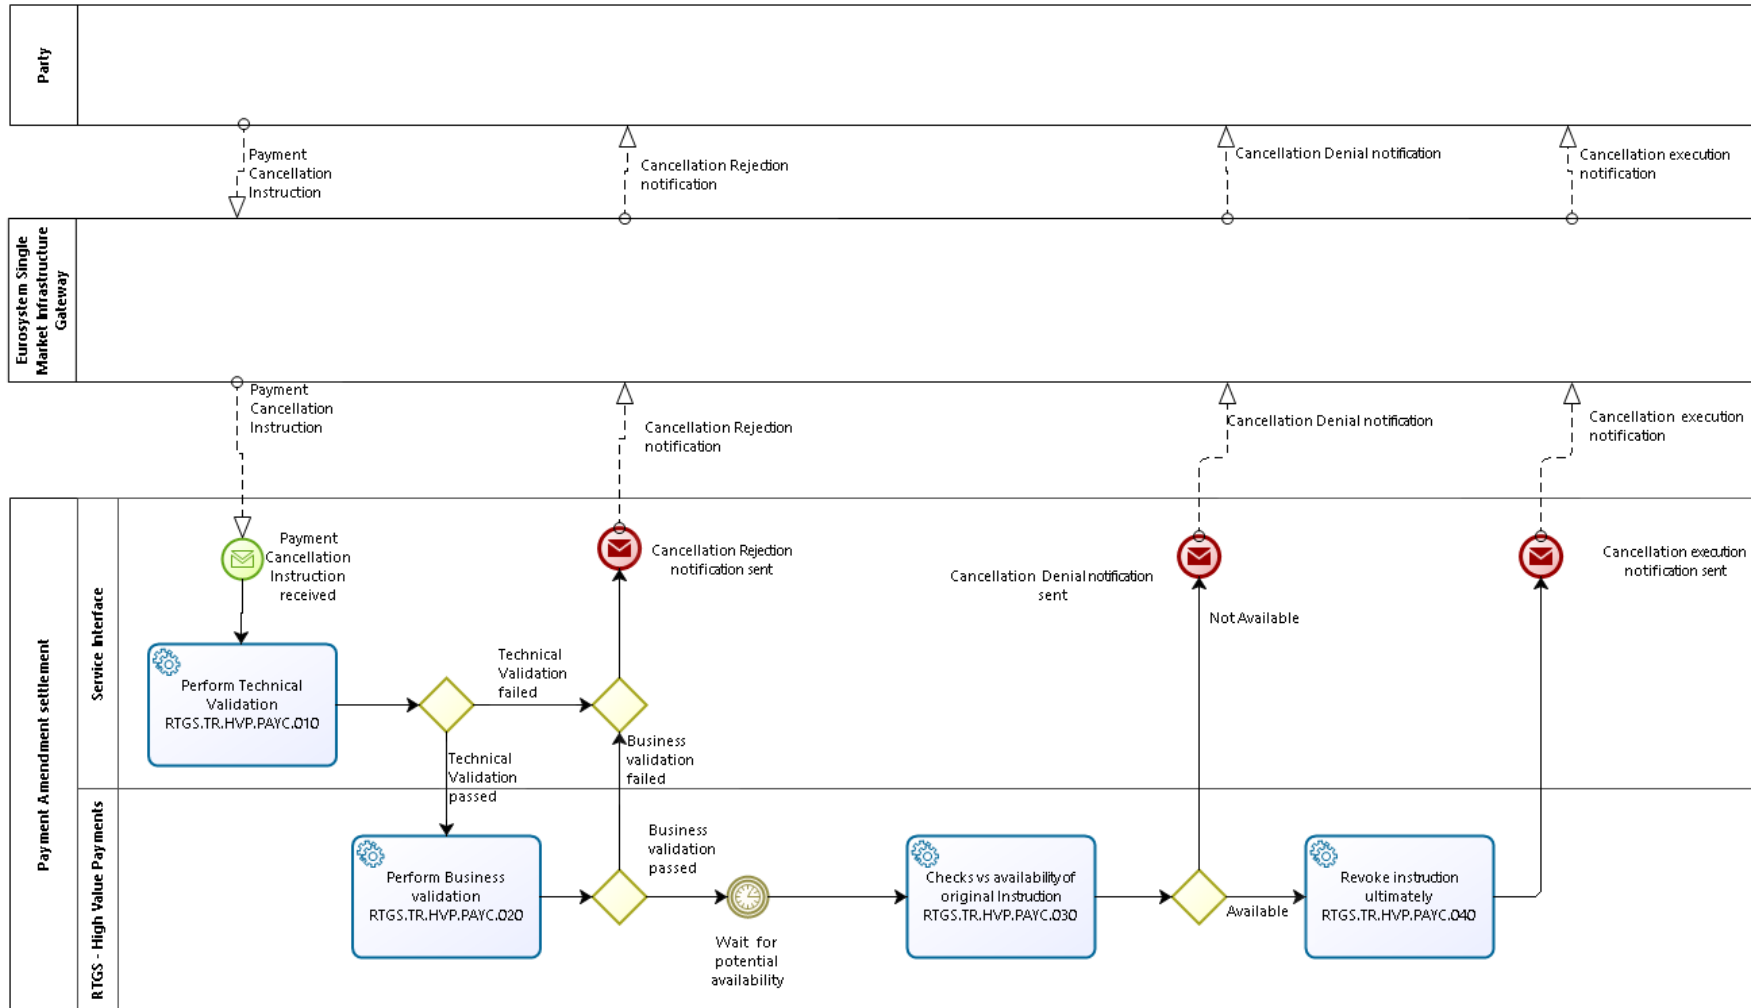 Party
Payment
Cancellation
Instruction
Cancellation Rejection
notification
Cancellation Denial notification
Cancellation execution
notification
Eurosystem Single
Market Infrastructure
Gateway
Payment
Cancellation
Instruction
Cancellation Rejection
notification
Cancellation Denial notification
Cancellation execution
notification
Payment Amendment settlement
Service Interface
Payment
Cancellation
Instruction
received
Cancellation Rejection
notification sent
Cancellation Denial notification
sent
Cancellation execution
notification sent
Not Available
Perform Technical
Validation
RTGS.TR.HVP.PAYC.010
Technical
Validation
failed
Technical
Validation
passed
Business
validation
failed
RTGS - High Value Payments
Perform Business
validation
RTGS.TR.HVP.PAYC.020
Business
validation
passed
Wait for
potential
availability
Checks vs availability of
original Instruction
RTGS.TR.HVP.PAYC.030
Available
Revoke instruction
ultimately
RTGS.TR.HVP.PAYC.040